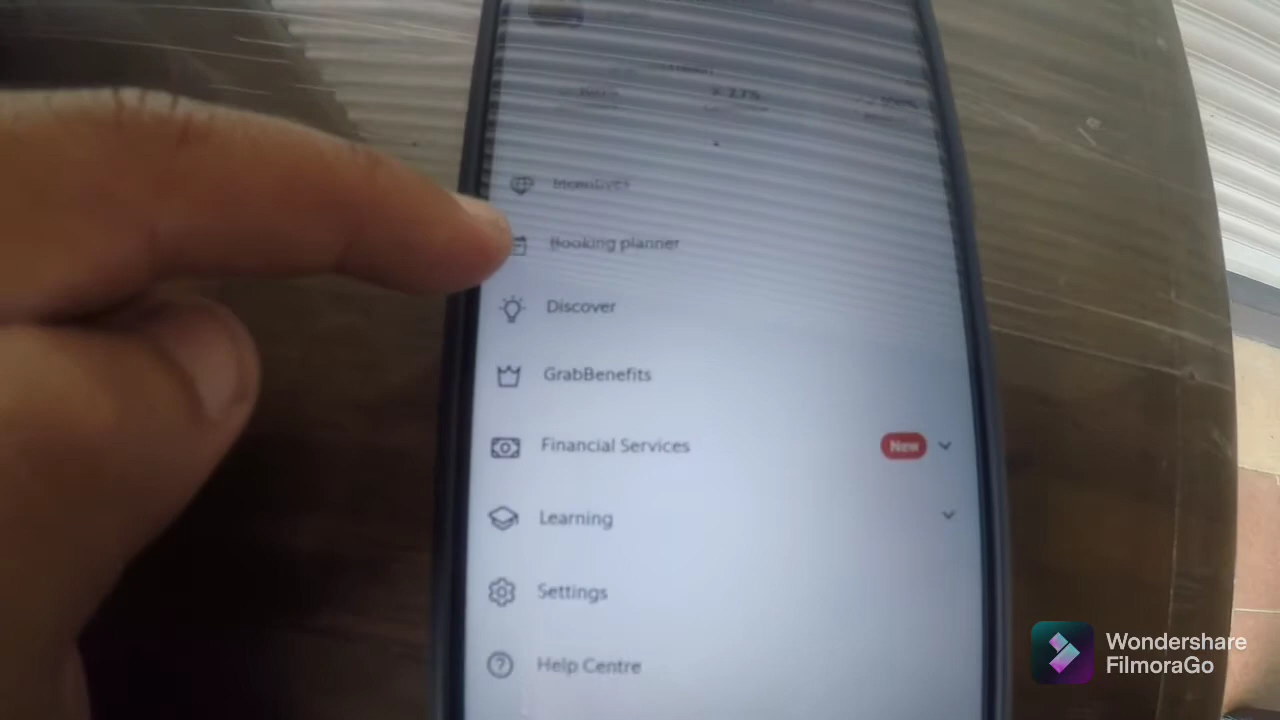 Incentives
Booking planner
Discover
GrabBenefits
Financial Services
New
Learning
Settings
Help Centre
Wondershare
FilmoraGo